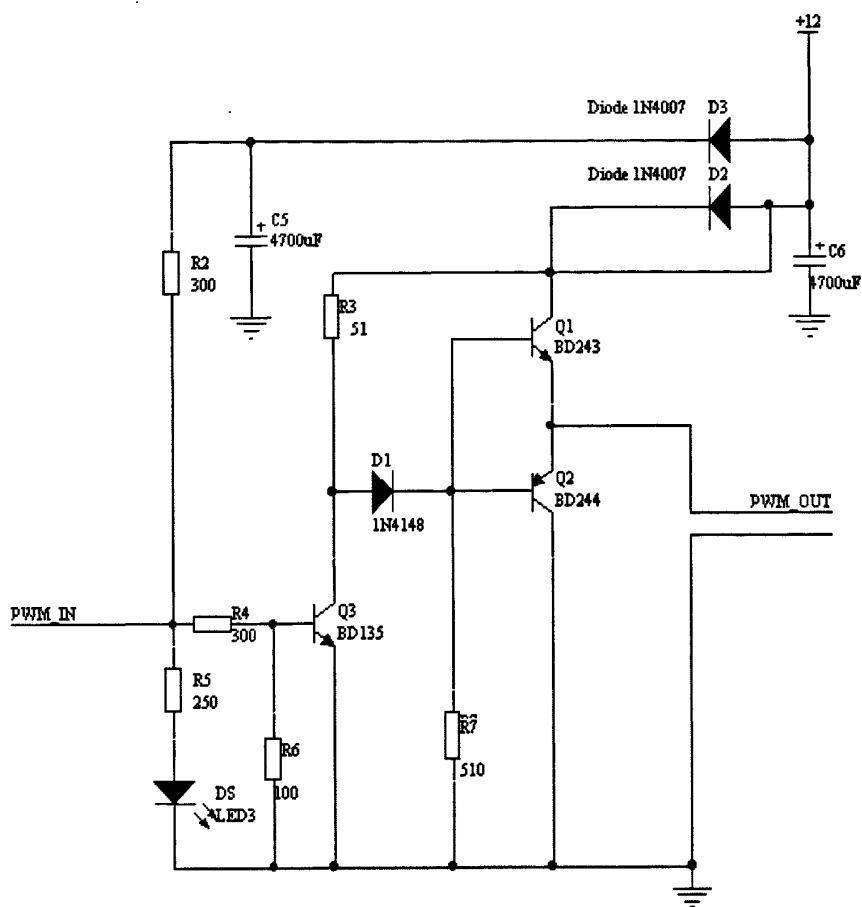 +12
Diode 1N4007 D3
Diode 1N4007 D2
+ C5
4700uF
+ C6
4700uF
R2
300
R3
51
Q1
BD243
D1
1N4148
Q2
BD244
PWM_OUT
PWM_IN
R4
300
Q3
BD135
R5
250
R7
510
R6
100
DS
LED3